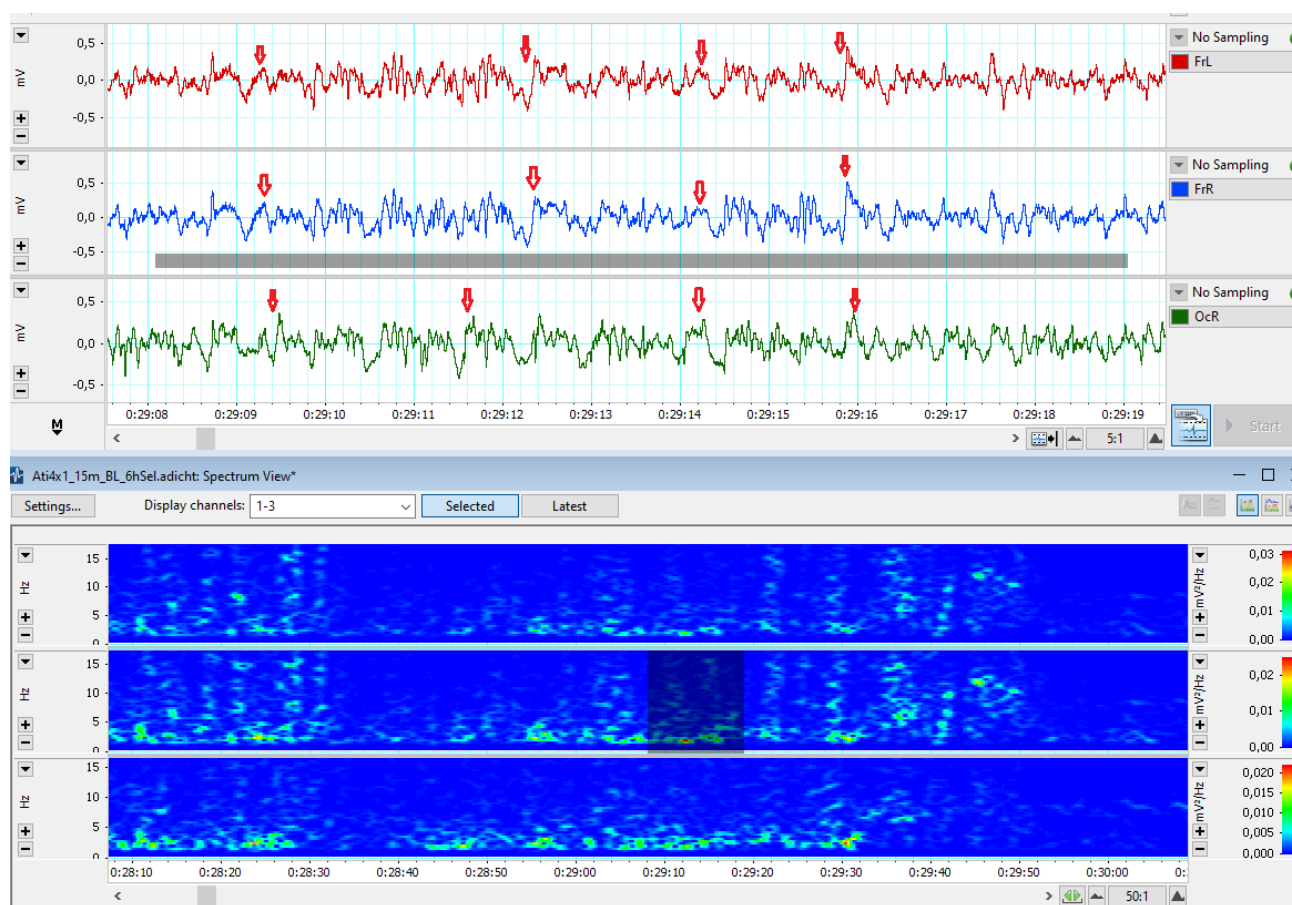 No Sampling
0,5
FrL
mV
0,0
-0,5
No Sampling
0,5
FrR
mV
0,0
-0,5
No Sampling
0,5
OcR
mV
0,0
-0,5
0:29:08 0:29:09 0:29:10 0:29:11 0:29:12 0:29:13 0:29:14 0:29:15 0:29:16 0:29:17 0:29:18 0:29:19
M
5:1
Start
Ati4x1_15m_BL_6hSel.adicht: Spectrum View*
Settings... Display channels: 1-3 Selected Latest
15 0,03
10 0,02
Hz mV²/Hz
5 0,01
0,00
15
0,02
10
Hz mV²/Hz
5 0,01
0 0,00
15 0,020
10 0,015
Hz mV²/Hz
0,010
5 0,005
0 0,000
0:28:10 0:28:20 0:28:30 0:28:40 0:28:50 0:29:00 0:29:10 0:29:20 0:29:30 0:29:40 0:29:50 0:30:00
50:1